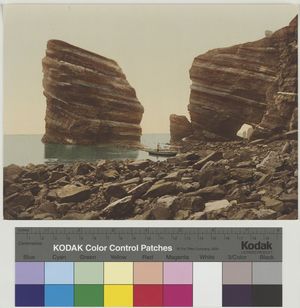 KODAK Color Control Patches
Kodak
Blue Cyan Green Yellow Red Magenta White 3/Color Black